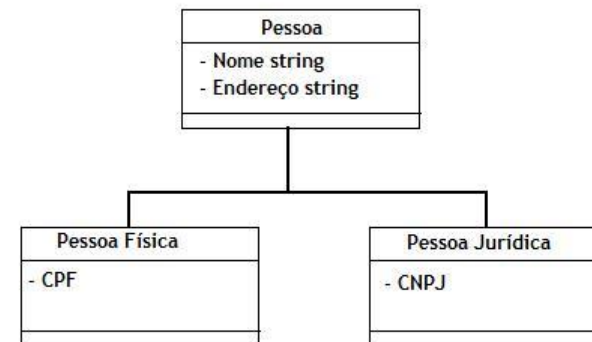 Pessoa
- Nome string
- Endereço string
Pessoa Física
- CPF
Pessoa Jurídica
- CNPJ